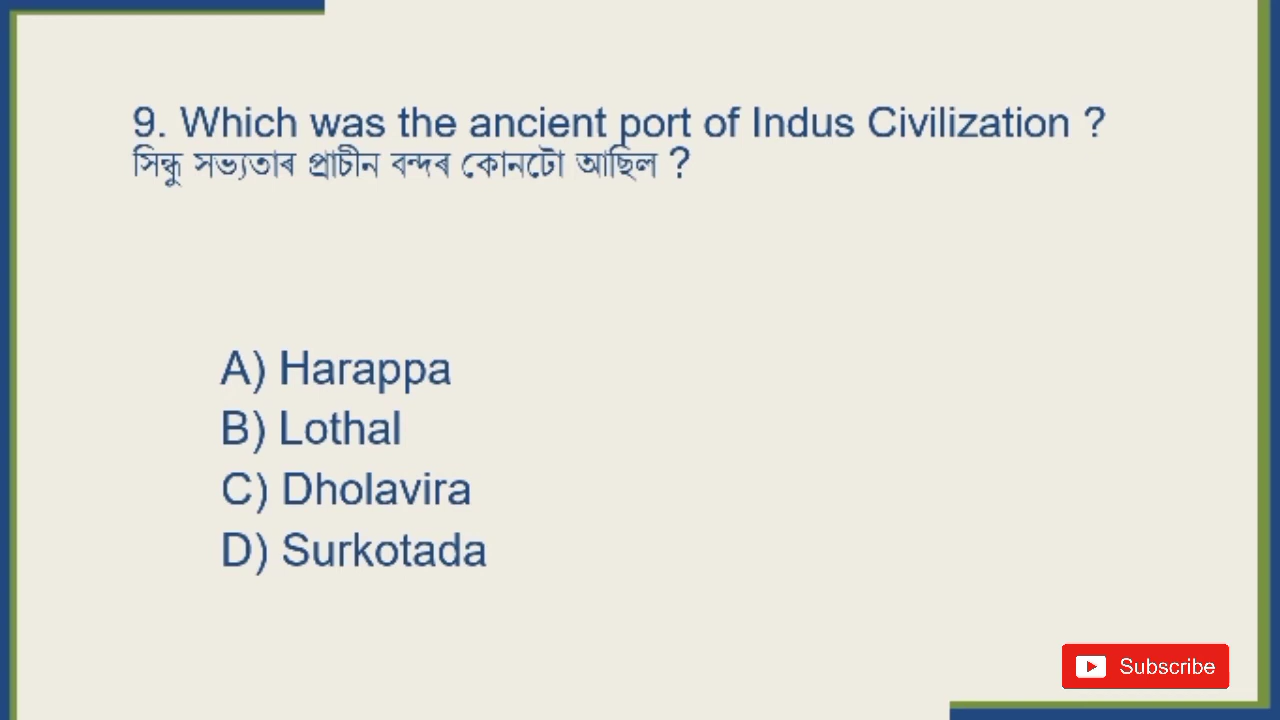 9. Which was the ancient port of Indus Civilization ?
সিন্ধু সভ্যতাৰ প্ৰাচীন বন্দৰ কোনটো আছিল ?
A) Harappa
B) Lothal
C) Dholavira
D) Surkotada
Subscribe